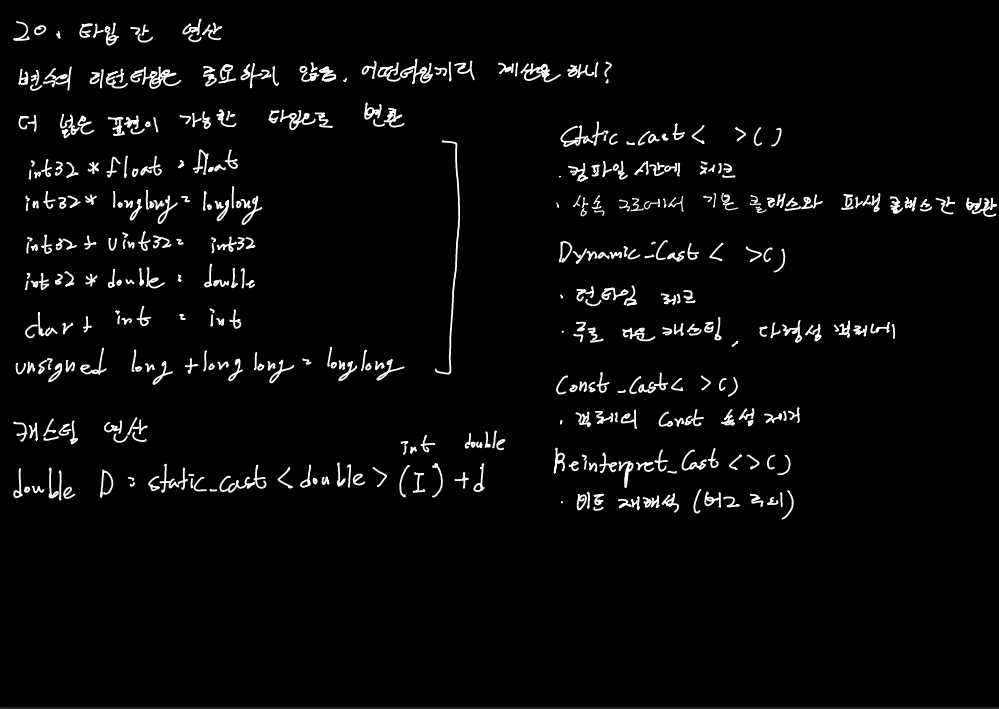 20. 타입 간 연산
변수의 리턴타입은 중요하지 않음. 어떤타입끼리 계산을 하니?
더 넓은 표현이 가능한 타입으로 변환
int32 * float = float
int32 * longlong = longlong
int32 + Uint32 = int32
int32 * double = double
char + int = int
unsigned long + long long = longlong
캐스팅 연산
int double
double D = static_cast < double > (I) + d
Static_cast < > ( )
. 컴파일 시간에 체크
. 상속 구조에서 기본 클래스와 파생 클래스 간 변환
Dynamic_Cast < > ( )
. 런타임 체크
. 주로 다운 캐스팅, 다형성 객체에
Const_Cast < > ( )
. 객체의 Const 속성 제거
Reinterpret_Cast < > ( )
. 비트 재해석 (버그 주의)